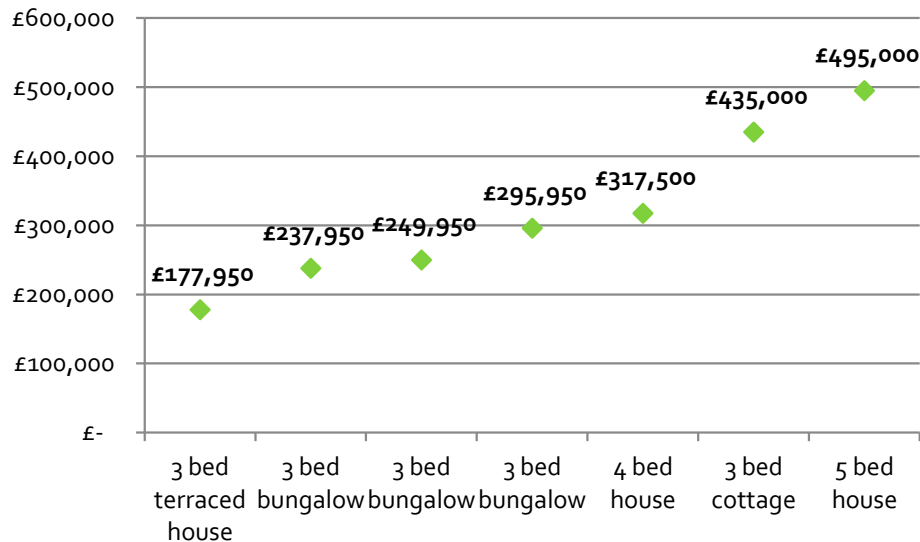 £600,000
£500,000
£400,000
£300,000
£200,000
£100,000
£-
£177,950
£237,950
£249,950
£295,950
£317,500
£435,000
£495,000
3 bed
terraced
house
3 bed
bungalow
3 bed
bungalow
3 bed
bungalow
4 bed
house
3 bed
cottage
5 bed
house